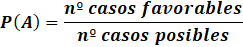 P(A) = nº casos favorables / nº casos posibles